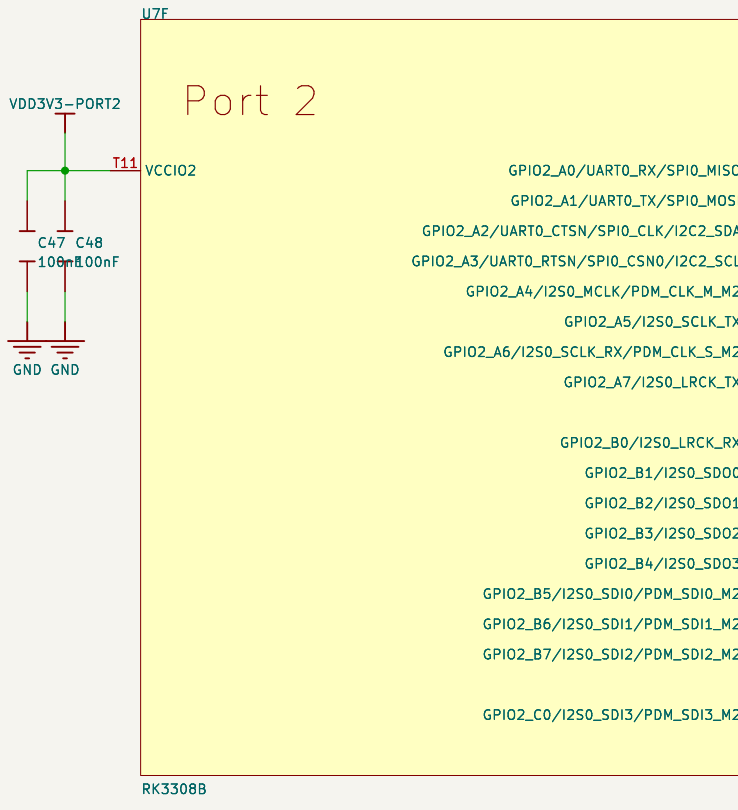 U7F
Port 2
VDD3V3-PORT2
T11
VCCIO2
GPIO2_A0/UART0_RX/SPI0_MISO
GPIO2_A1/UART0_TX/SPI0_MOSI
GPIO2_A2/UART0_CTSN/SPI0_CLK/I2C2_SDA
C47 C48
100nF 100nF
GPIO2_A3/UART0_RTSN/SPI0_CSN0/I2C2_SCL
GPIO2_A4/I2S0_MCLK/PDM_CLK_M_M2
GPIO2_A5/I2S0_SCLK_TX
GPIO2_A6/I2S0_SCLK_RX/PDM_CLK_S_M2
GND GND
GPIO2_A7/I2S0_LRCK_TX
GPIO2_B0/I2S0_LRCK_RX
GPIO2_B1/I2S0_SDO0
GPIO2_B2/I2S0_SDO1
GPIO2_B3/I2S0_SDO2
GPIO2_B4/I2S0_SDO3
GPIO2_B5/I2S0_SDI0/PDM_SDI0_M2
GPIO2_B6/I2S0_SDI1/PDM_SDI1_M2
GPIO2_B7/I2S0_SDI2/PDM_SDI2_M2
GPIO2_C0/I2S0_SDI3/PDM_SDI3_M2
RK3308B